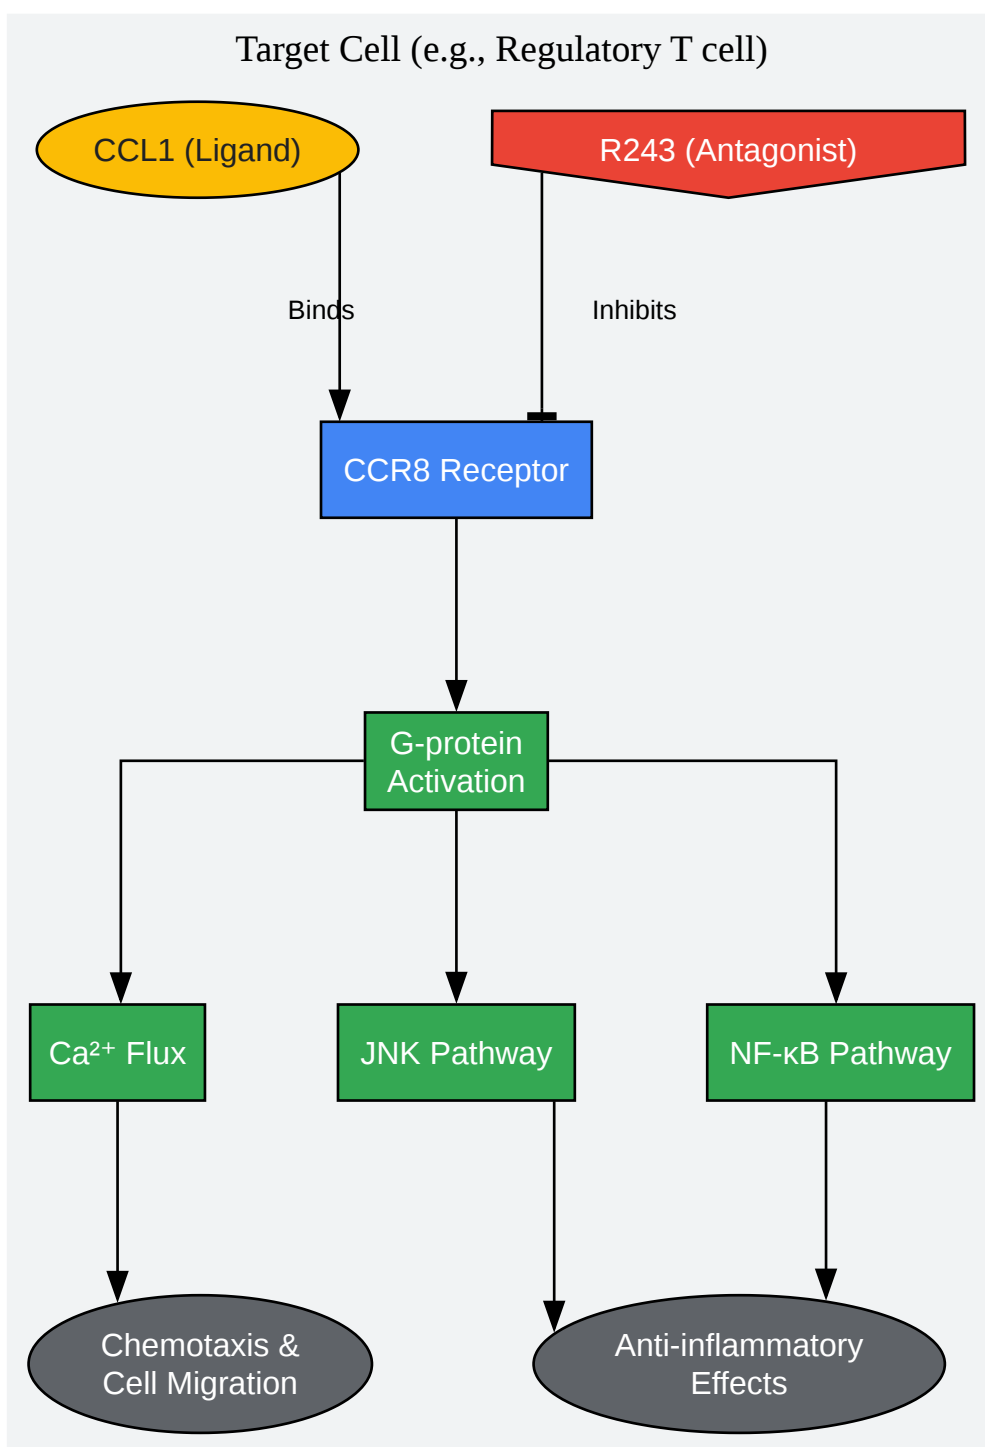 Target Cell (e.g., Regulatory T cell)
CCL1 (Ligand)
R243 (Antagonist)
Binds
Inhibits
CCR8 Receptor
G-protein
Activation
Ca²⁺ Flux
JNK Pathway
NF-κB Pathway
Chemotaxis &
Cell Migration
Anti-inflammatory
Effects